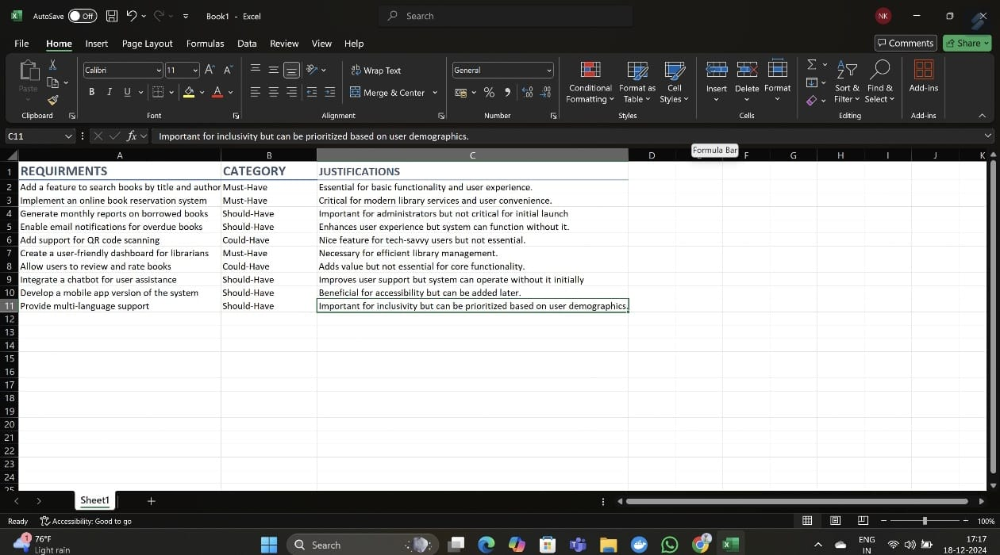 AutoSave Off Book1 - Excel Search NK
File Home Insert Page Layout Formulas Data Review View Help Comments Share
Paste Calibri 11 Wrap Text General Conditional Formatting Format as Table Cell Styles Insert Delete Format Sort & Filter Find & Select Add-ins
B I U A Merge & Center % 9
Clipboard Font Alignment Number Styles Cells Editing Add-ins
C11 fx Important for inclusivity but can be prioritized based on user demographics.
Formula Bar
A B C D F G H I J K
1 REQUIRMENTS CATEGORY JUSTIFICATIONS
2 Add a feature to search books by title and author Must-Have Essential for basic functionality and user experience.
3 Implement an online book reservation system Must-Have Critical for modern library services and user convenience.
4 Generate monthly reports on borrowed books Should-Have Important for administrators but not critical for initial launch
5 Enable email notifications for overdue books Should-Have Enhances user experience but system can function without it.
6 Add support for QR code scanning Could-Have Nice feature for tech-savvy users but not essential.
7 Create a user-friendly dashboard for librarians Must-Have Necessary for efficient library management.
8 Allow users to review and rate books Could-Have Adds value but not essential for core functionality.
9 Integrate a chatbot for user assistance Should-Have Improves user support but system can operate without it initially
10 Develop a mobile app version of the system Should-Have Beneficial for accessibility but can be added later.
11 Provide multi-language support Should-Have Important for inclusivity but can be prioritized based on user demographics.
12
13
14
15
16
17
18
19
20
21
22
23
24
25
Sheet1
Ready Accessibility: Good to go 100%
1 76°F Search ENG 17:17
Light rain IN 18-12-2024